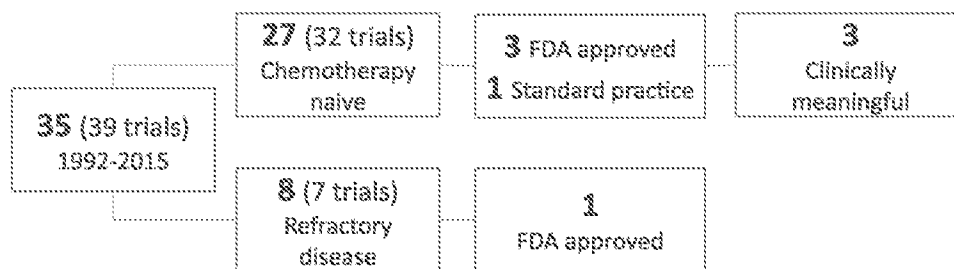 35 (39 trials)
1992-2015
27 (32 trials)
Chemotherapy
naive
3 FDA approved
1 Standard practice
3
Clinically
meaningful
8 (7 trials)
Refractory
disease
1
FDA approved